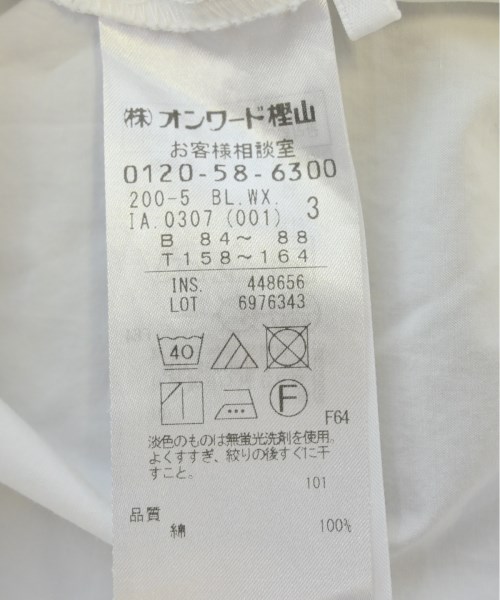 (株)オンワード樫山
お客様相談室
0120-58-6300
200-5 BL.WX.
IA.0307 (001) 3
B 84～ 88
T 158～164
INS. 448656
LOT 6976343
40
F
F64
淡色のものは無蛍光洗剤を使用。
よくすすぎ、絞りの後すぐに干
すこと。
101
品質
綿 100%